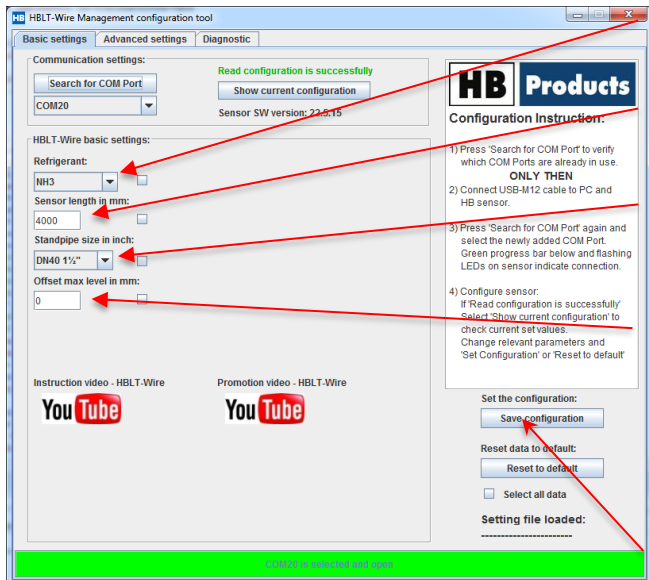 HB HBLT-Wire Management configuration tool
Basic settings Advanced settings Diagnostic
Communication settings:
Search for COM Port
COM20
Read configuration is successfully
Show current configuration
Sensor SW version: 22.5.15
HBLT-Wire basic settings:
Refrigerant:
NH3
Sensor length in mm:
4000
Standpipe size in inch:
DN40 1½"
Offset max level in mm:
0
Instruction video - HBLT-Wire
YouTube
Promotion video - HBLT-Wire
YouTube
HB Products
Configuration Instruction:
1) Press 'Search for COM Port' to verify
which COM Ports are already in use.
ONLY THEN
2) Connect USB-M12 cable to PC and
HB sensor.
3) Press 'Search for COM Port' again and
select the newly added COM Port.
Green progress bar below and flashing
LEDs on sensor indicate connection.
4) Configure sensor:
If 'Read configuration is successfully'
Select 'Show current configuration' to
check current set values.
Change relevant parameters and
'Set Configuration' or 'Reset to default'
Set the configuration:
Save configuration
Reset data to default:
Reset to default
Select all data
Setting file loaded:
-----------------------
COM20 is selected and open